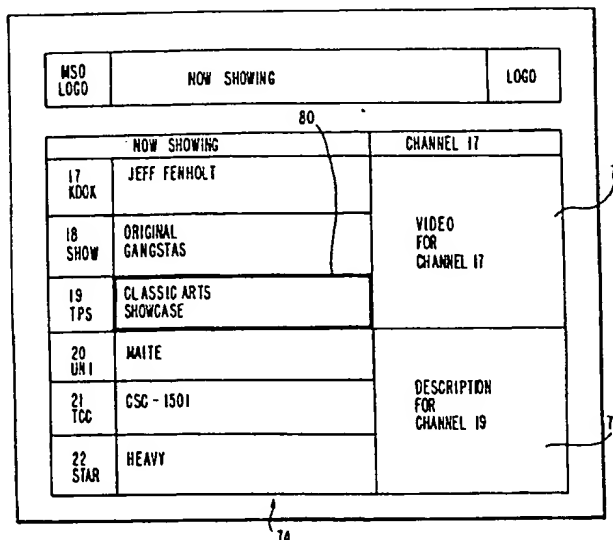 MSO
LOGO
NOW SHOWING
LOGO
80
NOW SHOWING
CHANNEL 17
17
KDOX
JEFF FENHOLT
VIDEO
FOR
CHANNEL 17
18
SHOW
ORIGINAL
GANGSTAS
19
TPS
CLASSIC ARTS
SHOWCASE
20
UNI
MAITE
DESCRIPTION
FOR
CHANNEL 19
21
TCC
CSC - 1501
22
STAR
HEAVY
74